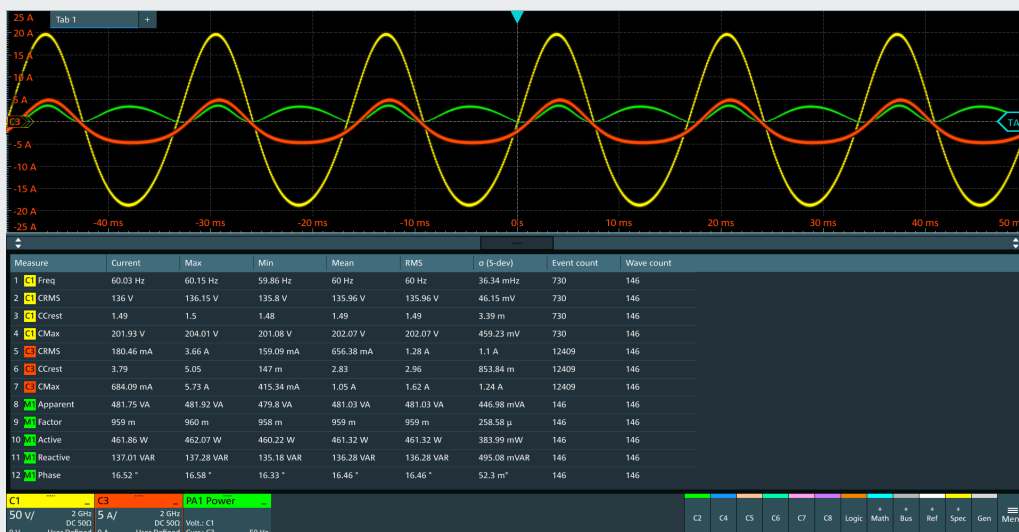 25 A
Tab 1 +
20 A
15 A
10 A
5 A
C3
TA
-5 A
-10 A
-15 A
-20 A
-25 A
-40 ms -30 ms -20 ms -10 ms 0 s 10 ms 20 ms 30 ms 40 ms 50 m
Measure Current Max Min Mean RMS σ (S-dev) Event count Wave count
1 C1 Freq 60.03 Hz 60.15 Hz 59.86 Hz 60 Hz 60 Hz 36.34 mHz 730 146
2 C1 CRMS 136 V 136.15 V 135.8 V 135.96 V 135.96 V 46.15 mV 730 146
3 C1 CCrest 1.49 1.5 1.48 1.49 1.49 3.39 m 730 146
4 C1 CMax 201.93 V 204.01 V 201.08 V 202.07 V 202.07 V 459.23 mV 730 146
5 C3 CRMS 180.46 mA 3.66 A 159.09 mA 656.38 mA 1.28 A 1.1 A 12409 146
6 C3 CCrest 3.79 5.05 147 m 2.83 2.96 853.84 m 12409 146
7 C3 CMax 684.09 mA 5.73 A 415.34 mA 1.05 A 1.62 A 1.24 A 12409 146
8 M1 Apparent 481.75 VA 481.92 VA 479.8 VA 481.03 VA 481.03 VA 446.98 mVA 146 146
9 M1 Factor 959 m 960 m 958 m 959 m 959 m 258.58 µ 146 146
10 M1 Active 461.86 W 462.07 W 460.22 W 461.32 W 461.32 W 383.99 mW 146 146
11 M1 Reactive 137.01 VAR 137.28 VAR 135.18 VAR 136.28 VAR 136.28 VAR 495.08 mVAR 146 146
12 M1 Phase 16.52 ° 16.58 ° 16.33 ° 16.46 ° 16.46 ° 52.3 m° 146 146
C1 C3 PA1 Power
50 V/ 2 GHz 5 A/ 2 GHz
DC 50Ω DC 50Ω Volt.: C1
C2 C4 C5 C6 C7 C8 Logic + Math + Bus + Ref + Spec Gen Men